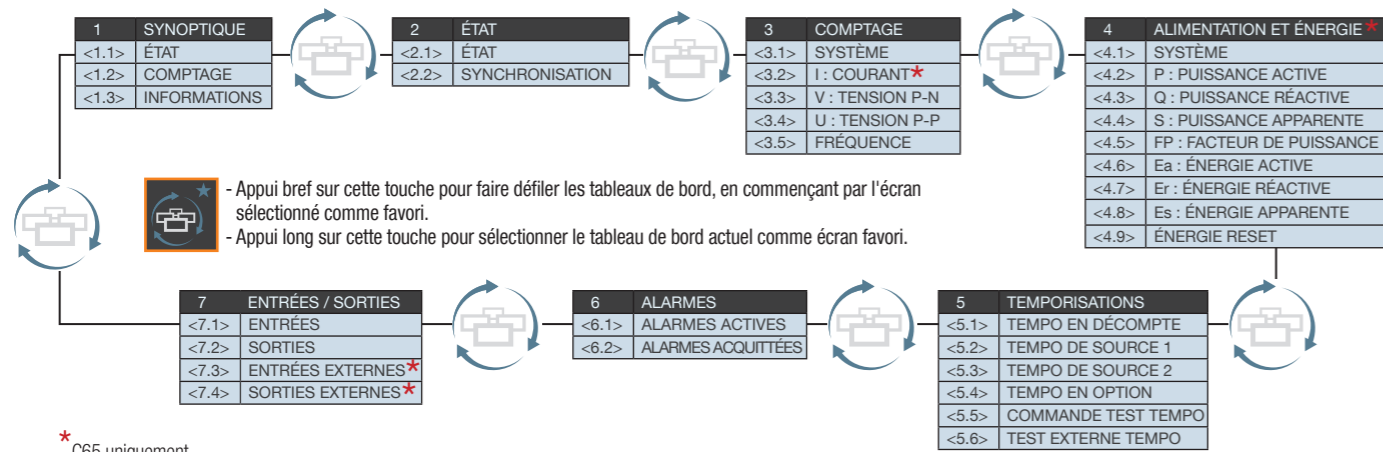 1 SYNOPTIQUE
<1.1> ÉTAT
<1.2> COMPTAGE
<1.3> INFORMATIONS
2 ÉTAT
<2.1> ÉTAT
<2.2> SYNCHRONISATION
3 COMPTAGE
<3.1> SYSTÈME
<3.2> I : COURANT*
<3.3> V : TENSION P-N
<3.4> U : TENSION P-P
<3.5> FRÉQUENCE
4 ALIMENTATION ET ÉNERGIE*
<4.1> SYSTÈME
<4.2> P : PUISSANCE ACTIVE
<4.3> Q : PUISSANCE RÉACTIVE
<4.4> S : PUISSANCE APPARENTE
<4.5> FP : FACTEUR DE PUISSANCE
<4.6> Ea : ÉNERGIE ACTIVE
<4.7> Er : ÉNERGIE RÉACTIVE
<4.8> Es : ÉNERGIE APPARENTE
<4.9> ÉNERGIE RESET
- Appui bref sur cette touche pour faire défiler les tableaux de bord, en commençant par l'écran
sélectionné comme favori.
- Appui long sur cette touche pour sélectionner le tableau de bord actuel comme écran favori.
7 ENTRÉES / SORTIES
<7.1> ENTRÉES
<7.2> SORTIES
<7.3> ENTRÉES EXTERNES*
<7.4> SORTIES EXTERNES*
6 ALARMES
<6.1> ALARMES ACTIVES
<6.2> ALARMES ACQUITTÉES
5 TEMPORISATIONS
<5.1> TEMPO EN DÉCOMPTE
<5.2> TEMPO DE SOURCE 1
<5.3> TEMPO DE SOURCE 2
<5.4> TEMPO EN OPTION
<5.5> COMMANDE TEST TEMPO
<5.6> TEST EXTERNE TEMPO
* C65 uniquement